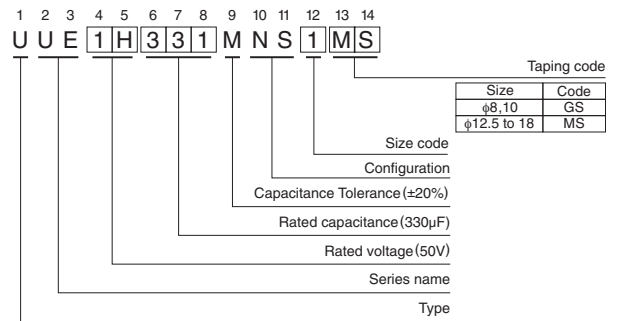 1 2 3 4 5 6 7 8 9 10 11 12 13 14
U U E 1 H 3 3 1 M N S 1 M S
Taping code
Size Code
ϕ8,10 GS
ϕ12.5 to 18 MS
Size code
Configuration
Capacitance Tolerance (±20%)
Rated capacitance (330µF)
Rated voltage (50V)
Series name
Type